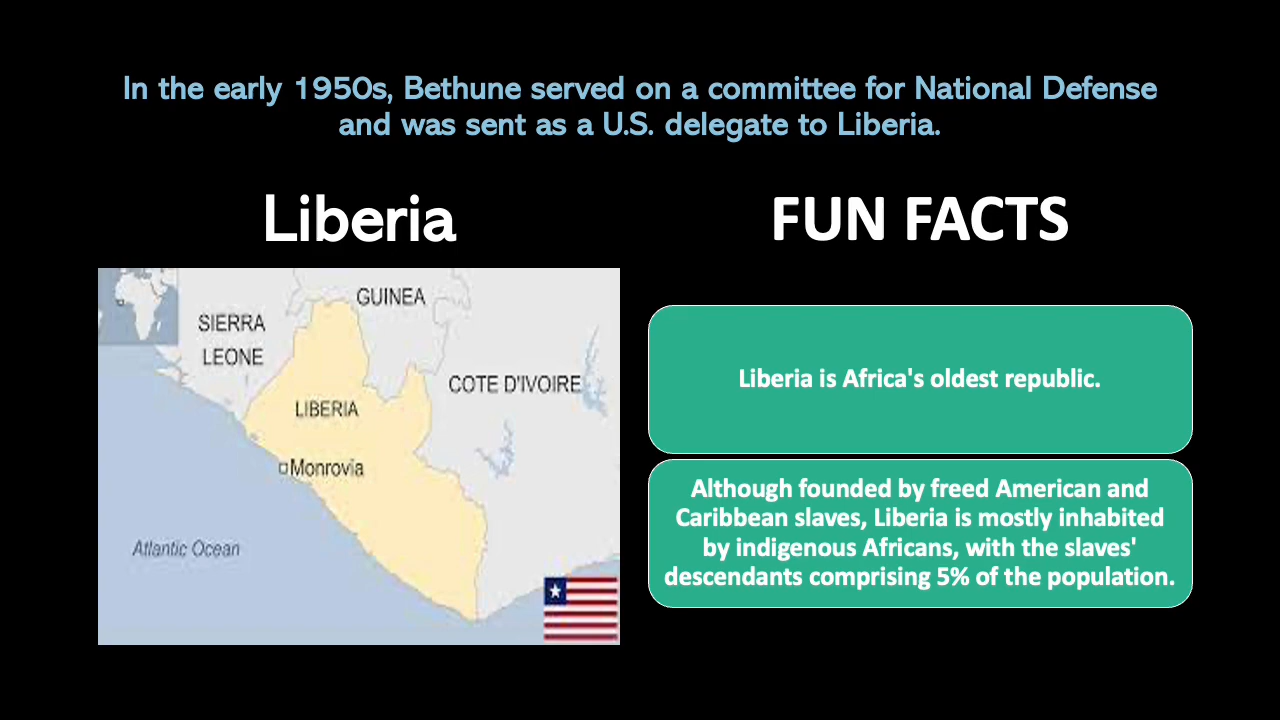 In the early 1950s, Bethune served on a committee for National Defense
and was sent as a U.S. delegate to Liberia.
Liberia
GUINEA
SIERRA
LEONE
COTE D'IVOIRE
LIBERIA
Monrovia
Atlantic Ocean
FUN FACTS
Liberia is Africa's oldest republic.
Although founded by freed American and
Caribbean slaves, Liberia is mostly inhabited
by indigenous Africans, with the slaves'
descendants comprising 5% of the population.